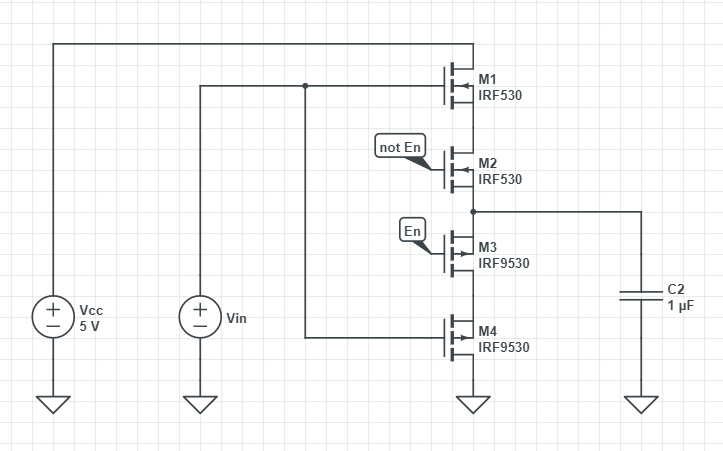 M1
IRF530
not En
M2
IRF530
En
M3
IRF9530
Vcc
5 V
Vin
M4
IRF9530
C2
1 µF